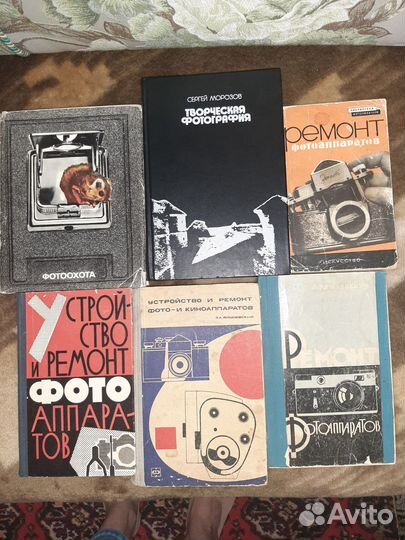 ФОТООХОТА
СЕРГЕЙ МОРОЗОВ
ТВОРЧЕСКАЯ
ФОТОГРАФИЯ
РЕМОНТ
ФОТОАППАРАТОВ
ИСКУССТВО
УСТРОЙ-
СТВО
И РЕМОНТ
ФОТО
АППАРА-
ТОВ
УСТРОЙСТВО И РЕМОНТ
ФОТО-И КИНОАППАРАТОВ
РЕМОНТ
ФОТОАППАРАТОВ
Avito